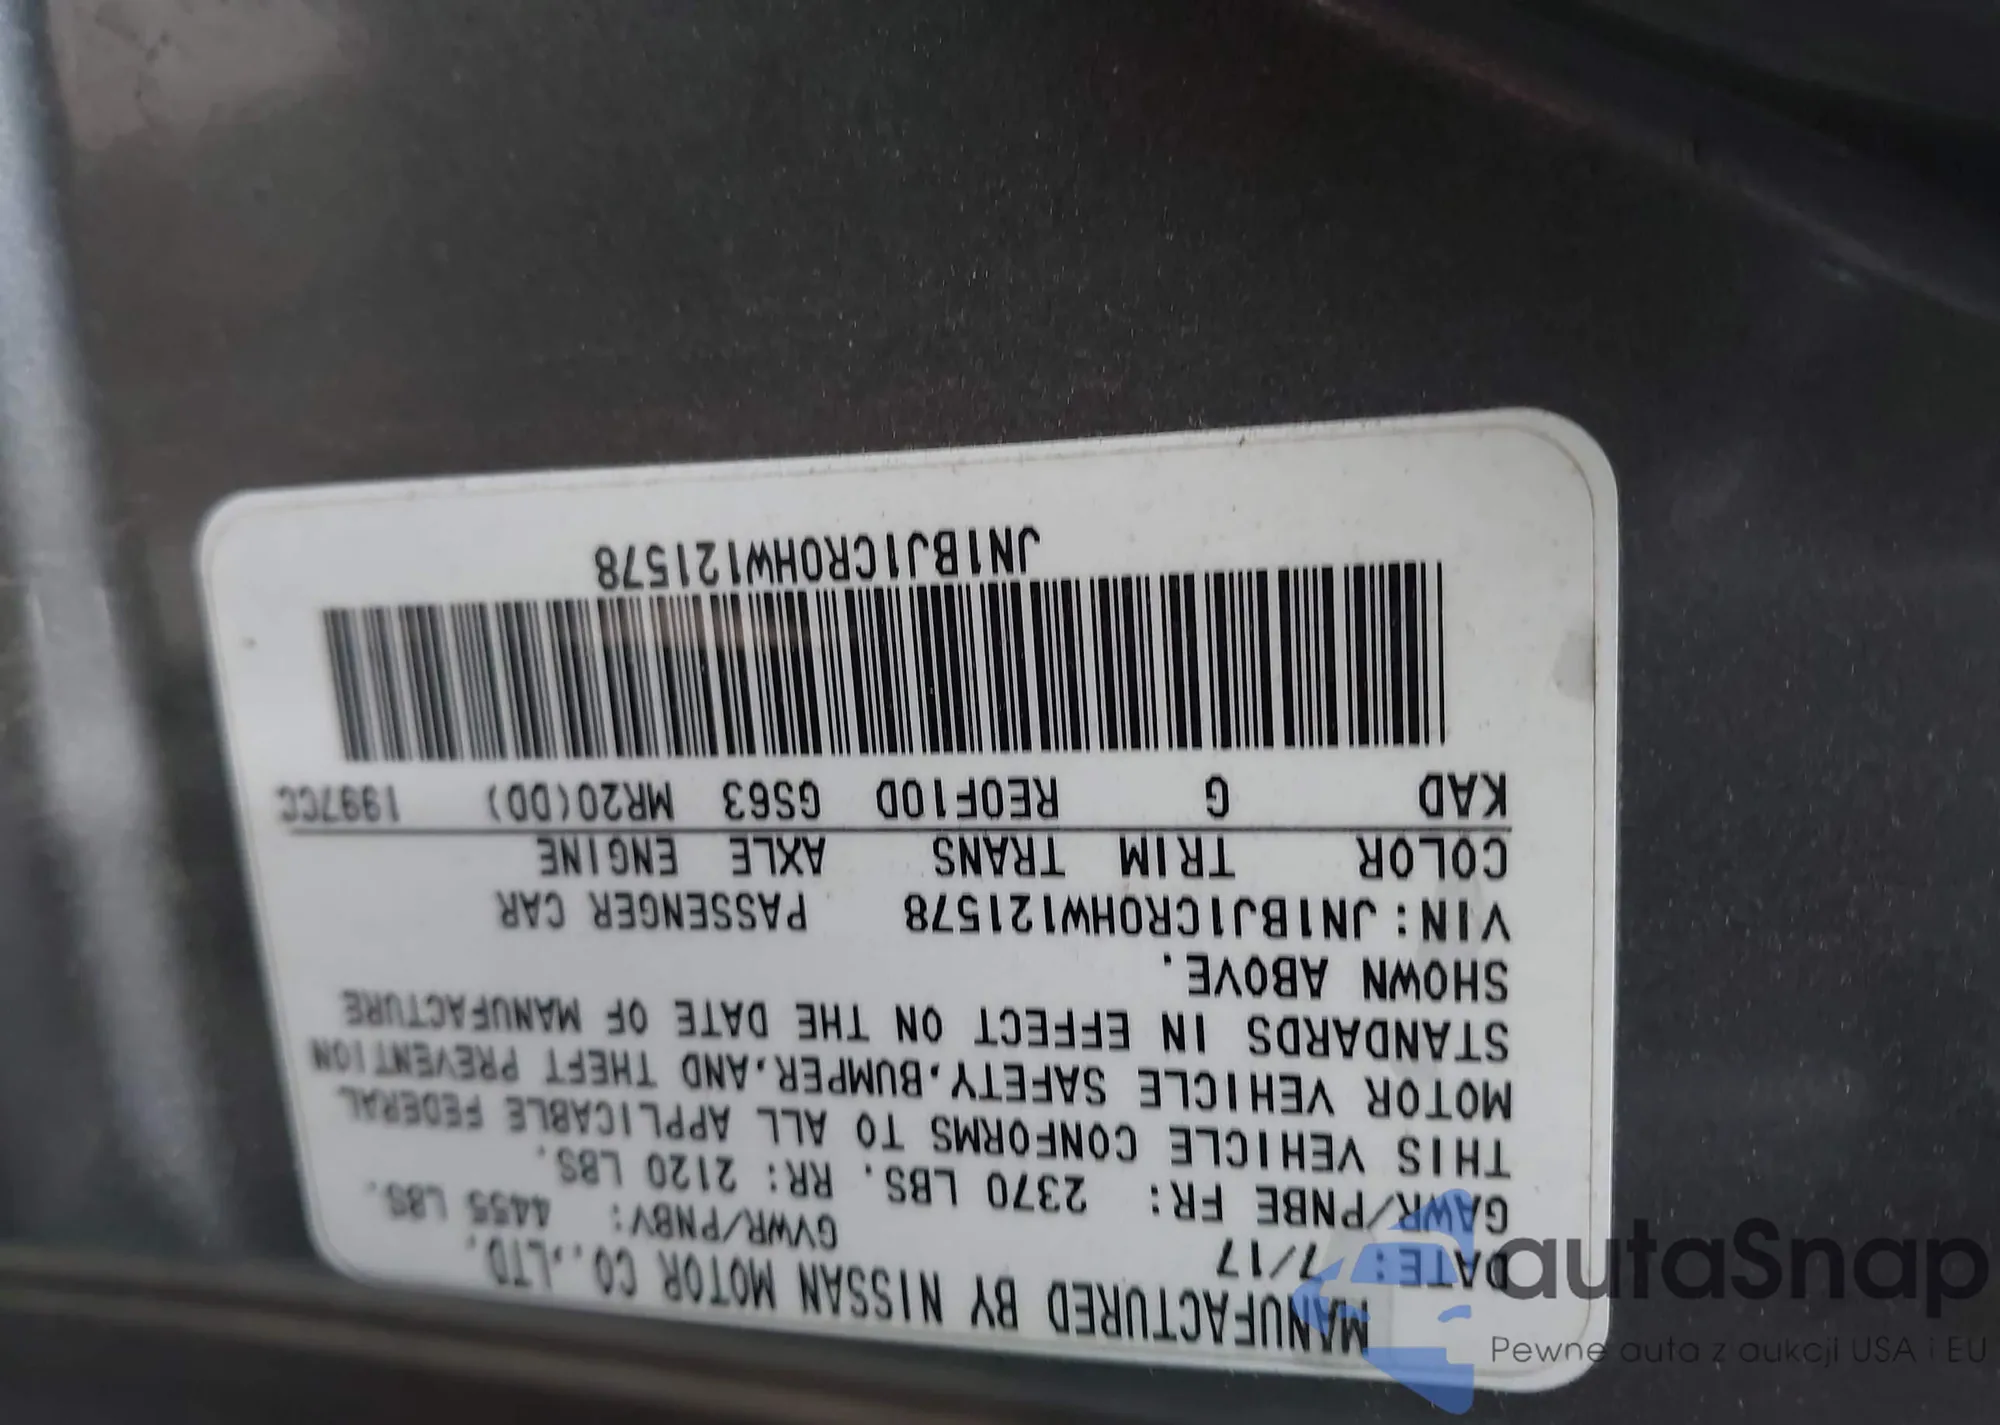 MANUFACTURED BY NISSAN MOTOR CO.,LTD.
DATE: 7/17 GVWR/PNBV: 4455 LBS.
GAWR/PNBE FR: 2370 LBS. RR: 2120 LBS.
THIS VEHICLE CONFORMS TO ALL APPLICABLE FEDERAL
MOTOR VEHICLE SAFETY,BUMPER,AND THEFT PREVENTION
STANDARDS IN EFFECT ON THE DATE OF MANUFACTURE
SHOWN ABOVE.
VIN: JN1BJ1CR0HW121578 PASSENGER CAR
COLOR TRIM TRANS AXLE ENGINE
KAD G RE0F10D GS63 MR20(DD) 1997CC
JN1BJ1CR0HW121578
autaSnap
Pewne auta z aukcji USA i EU